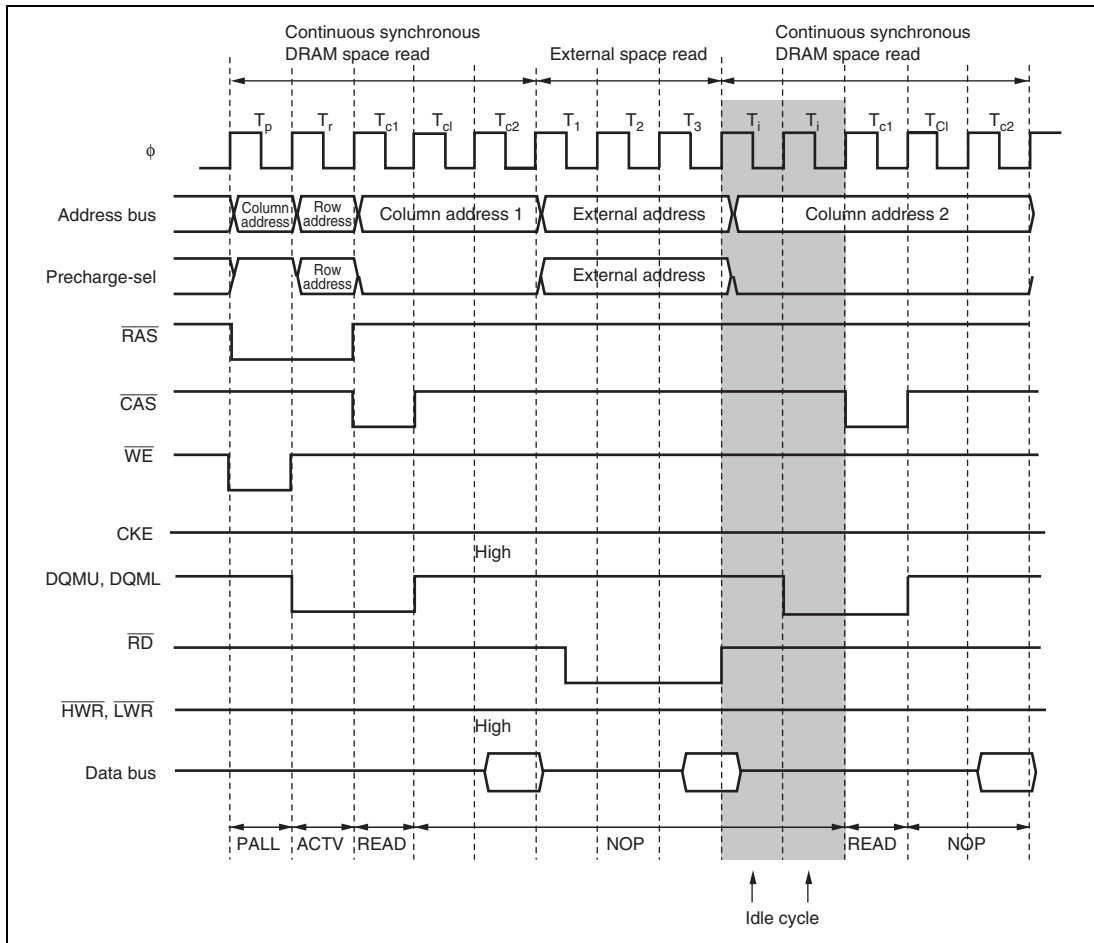 Continuous synchronous
DRAM space read
External space read
Continuous synchronous
DRAM space read
Tp Tr Tc1 Tcl Tc2 T1 T2 T3 Ti Ti Tc1 TCl Tc2
ϕ
Address bus
Column
address
Row
address
Column address 1
External address
Column address 2
Precharge-sel
Row
address
External address
RAS
CAS
WE
CKE
High
DQMU, DQML
RD
HWR, LWR
High
Data bus
PALL ACTV READ NOP READ NOP
Idle cycle